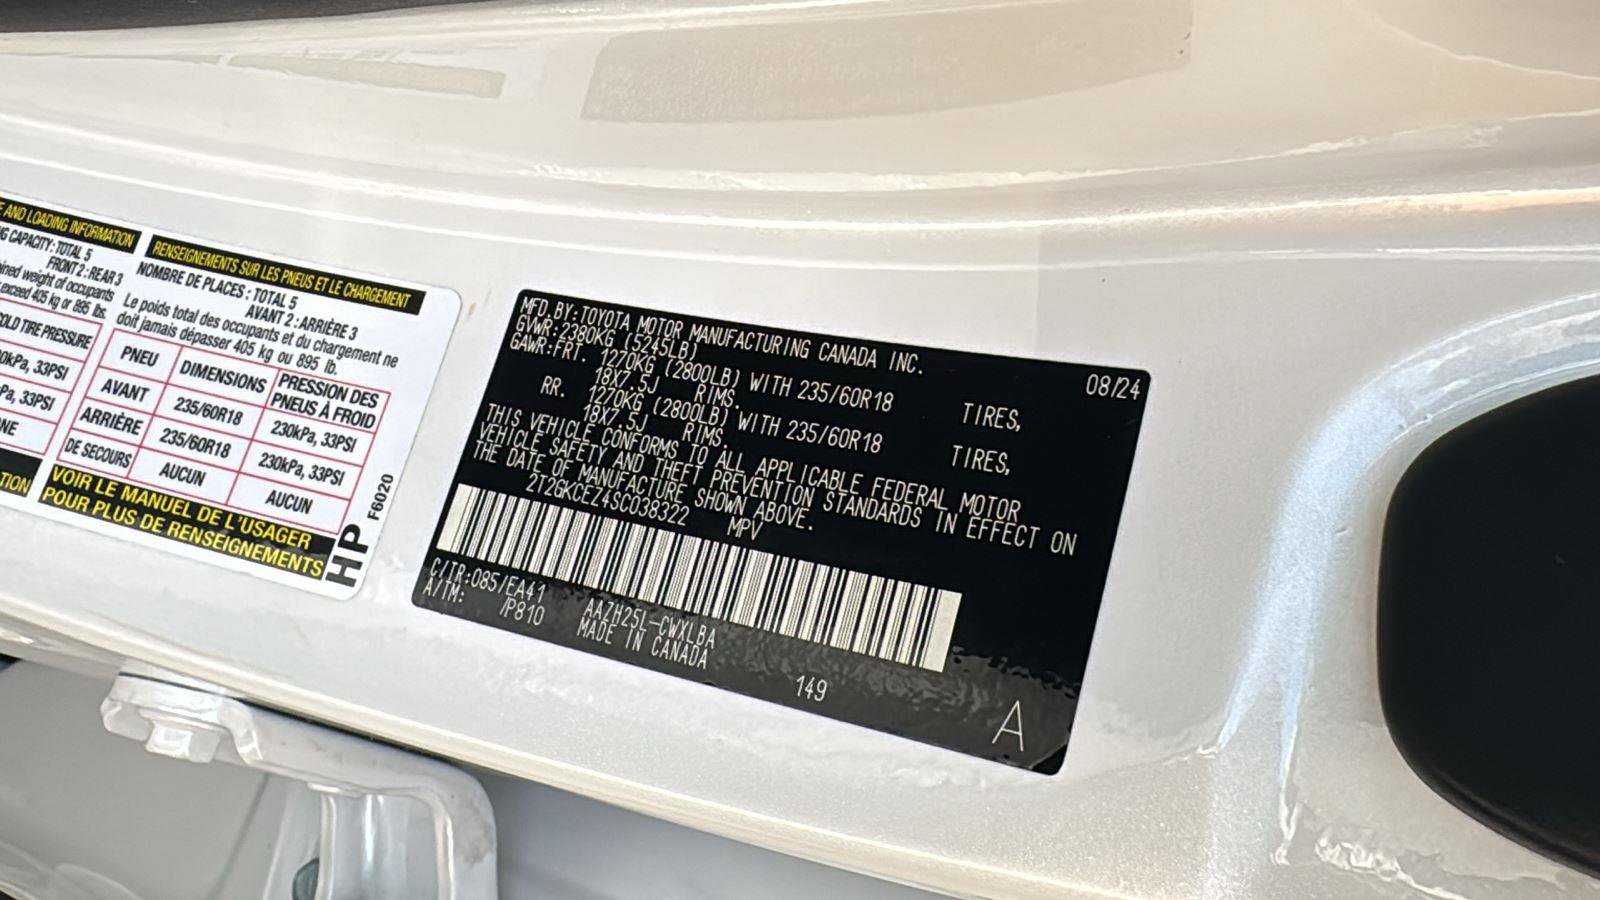 E AND LOADING INFORMATION
NG CAPACITY: TOTAL 5
FRONT 2 : REAR 3
ined weight of occupants
exceed 405 kg or 895 lbs.
OLD TIRE PRESSURE
0kPa, 33PSI
Pa, 33PSI
NE
TION
RENSEIGNEMENTS SUR LES PNEUS ET LE CHARGEMENT
NOMBRE DE PLACES : TOTAL 5
AVANT 2 : ARRIÈRE 3
Le poids total des occupants et du chargement ne
doit jamais dépasser 405 kg ou 895 lb.
PNEU DIMENSIONS PRESSION DES PNEUS À FROID
AVANT 235/60R18 230kPa, 33PSI
ARRIÈRE 235/60R18 230kPa, 33PSI
DE SECOURS AUCUN AUCUN
VOIR LE MANUEL DE L'USAGER
POUR PLUS DE RENSEIGNEMENTS
HP F6020
MFD.BY:TOYOTA MOTOR MANUFACTURING CANADA INC. 08/24
GVWR:2380KG (5245LB)
GAWR:FRT. 1270KG (2800LB) WITH 235/60R18 TIRES,
18X7.5J RIMS.
RR. 1270KG (2800LB) WITH 235/60R18 TIRES,
18X7.5J RIMS.
THIS VEHICLE CONFORMS TO ALL APPLICABLE FEDERAL MOTOR
VEHICLE SAFETY AND THEFT PREVENTION STANDARDS IN EFFECT ON
THE DATE OF MANUFACTURE SHOWN ABOVE.
2T2GKCEZ4SC038322 MPV
C/TR:085/EA41 AAZH25L-CWXLBA
A/TM: /P810 MADE IN CANADA
149
A